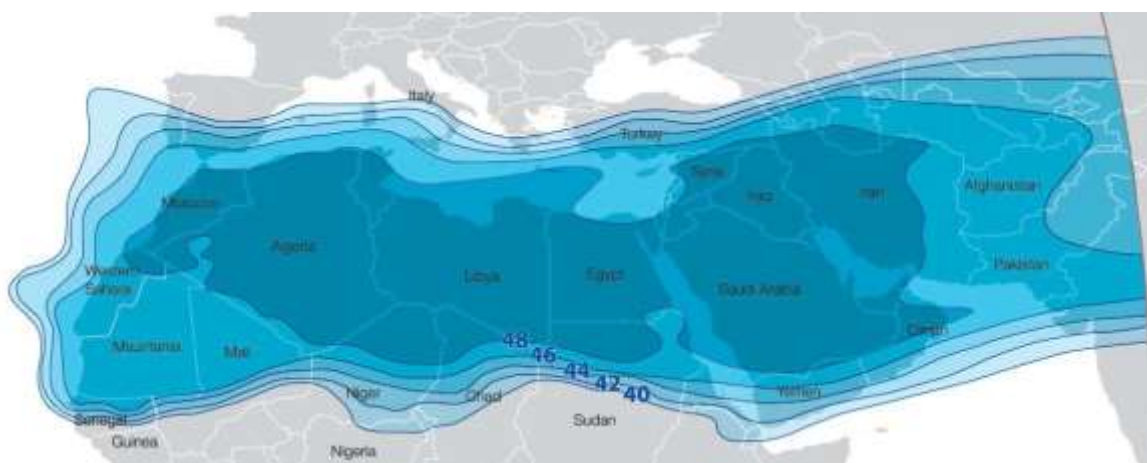 Italy
Turkey
Syria
Iraq
Iran
Afghanistan
Morocco
Algeria
Libya
Egypt
Saudi Arabia
Pakistan
Western
Sahara
Oman
Mauritania
Mali
48
46
44
42
40
Niger
Chad
Yemen
Senegal
Sudan
Guinea
Nigeria